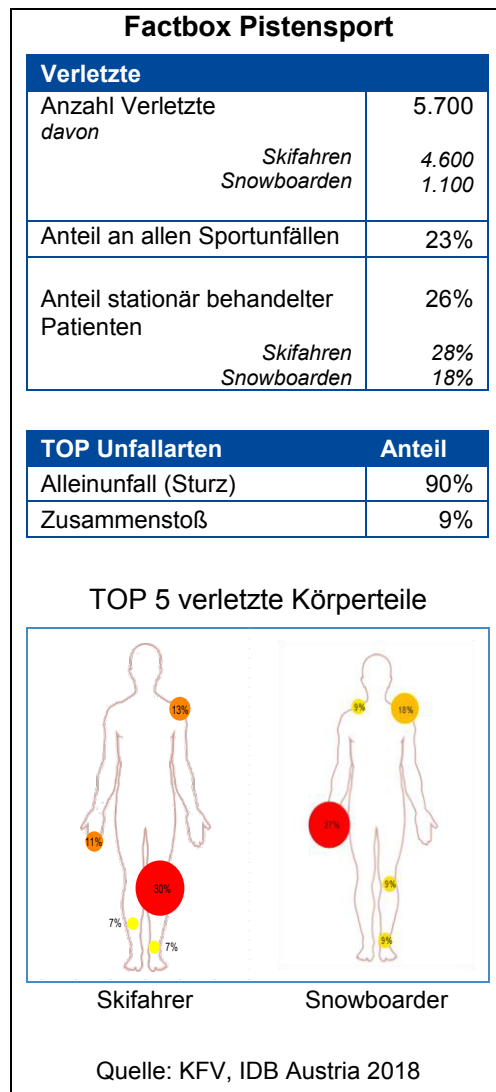 Factbox Pistensport
Verletzte
Anzahl Verletzte 5.700
davon
Skifahren 4.600
Snowboarden 1.100
Anteil an allen Sportunfällen 23%
Anteil stationär behandelter 26%
Patienten
Skifahren 28%
Snowboarden 18%
TOP Unfallarten Anteil
Alleinunfall (Sturz) 90%
Zusammenstoß 9%
TOP 5 verletzte Körperteile
13%
11%
30%
7%
7%
9%
18%
27%
9%
9%
Skifahrer Snowboarder
Quelle: KFV, IDB Austria 2018